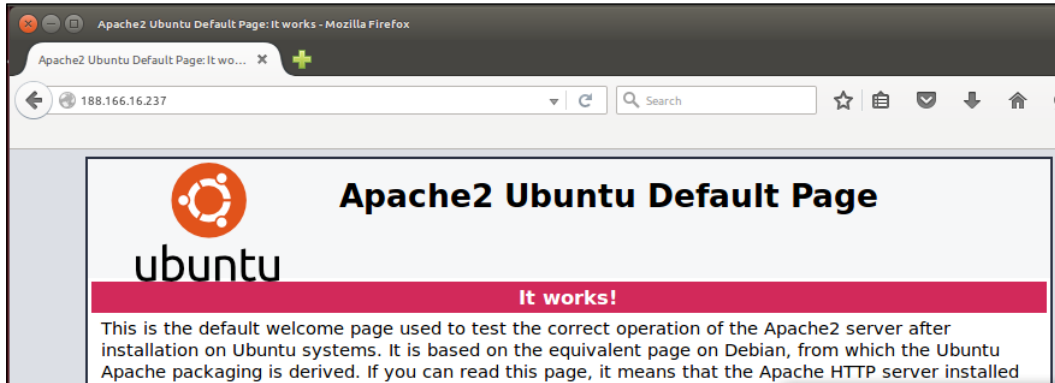 Apache2 Ubuntu Default Page: It works - Mozilla Firefox
Apache2 Ubuntu Default Page: It wo...
188.166.16.237
Search
Apache2 Ubuntu Default Page
ubuntu
It works!
This is the default welcome page used to test the correct operation of the Apache2 server after
installation on Ubuntu systems. It is based on the equivalent page on Debian, from which the Ubuntu
Apache packaging is derived. If you can read this page, it means that the Apache HTTP server installed